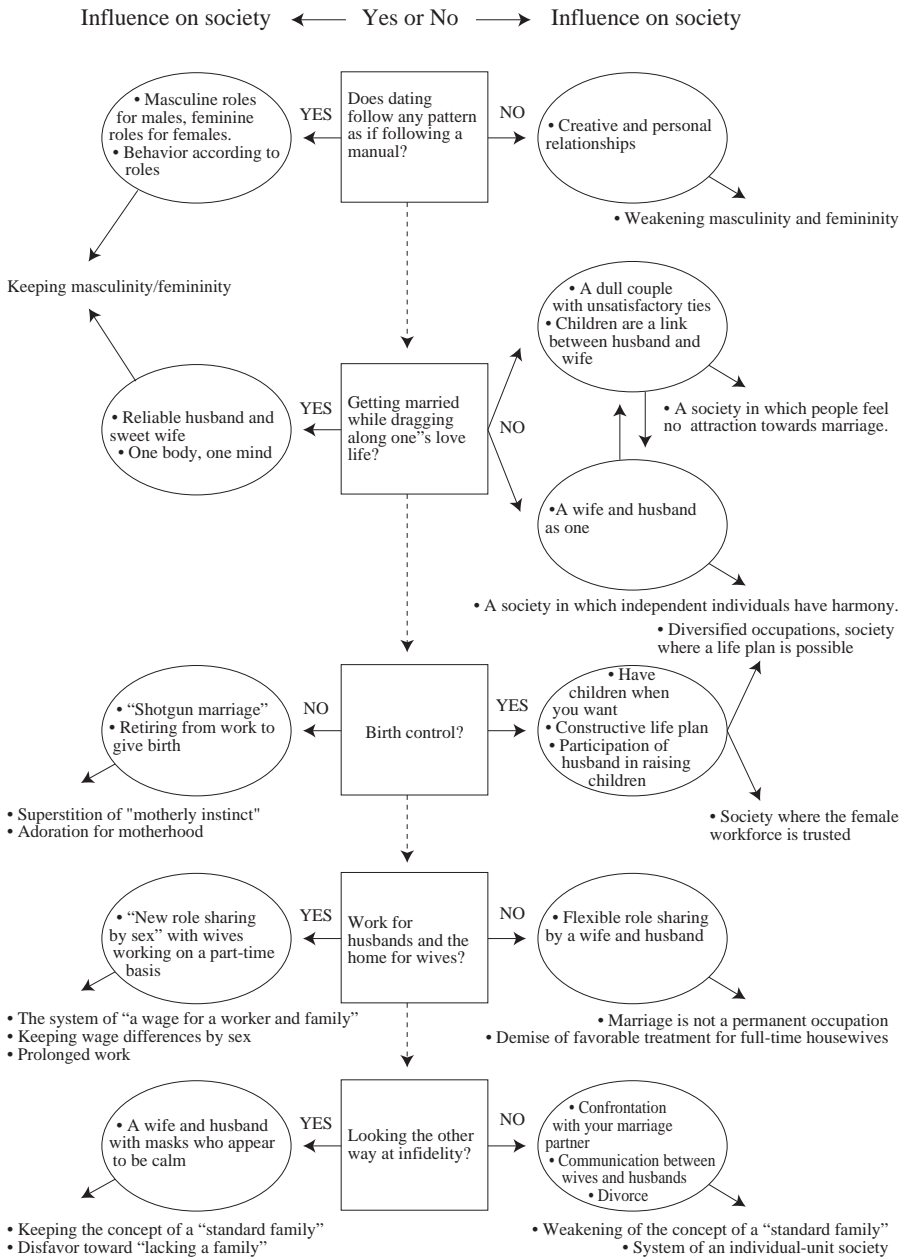 Influence on society
Yes or No
Influence on society
• Masculine roles
for males, feminine
roles for females.
• Behavior according to
roles
YES
Does dating
follow any pattern
as if following a
manual?
NO
• Creative and personal
relationships
• Weakening masculinity and femininity
Keeping masculinity/femininity
• A dull couple
with unsatisfactory ties
• Children are a link
between husband and
wife
• Reliable husband and
sweet wife
• One body, one mind
YES
Getting married
while dragging
along one"s love
life?
NO
• A society in which people feel
no attraction towards marriage.
•A wife and husband
as one
• A society in which independent individuals have harmony.
• Diversified occupations, society
where a life plan is possible
• “Shotgun marriage”
• Retiring from work to
give birth
NO
Birth control?
YES
• Have
children when
you want
• Constructive life plan
• Participation of
husband in raising
children
• Superstition of "motherly instinct"
• Adoration for motherhood
• Society where the female
workforce is trusted
• “New role sharing
by sex” with wives
working on a part-time
basis
YES
Work for
husbands and the
home for wives?
NO
• Flexible role sharing
by a wife and husband
• The system of “a wage for a worker and family”
• Keeping wage differences by sex
• Prolonged work
• Marriage is not a permanent occupation
• Demise of favorable treatment for full-time housewives
• A wife and husband
with masks who appear
to be calm
YES
Looking the other
way at infidelity?
NO
• Confrontation
with your marriage
partner
• Communication between
wives and husbands
• Divorce
• Keeping the concept of a “standard family”
• Disfavor toward “lacking a family”
• Weakening of the concept of a “standard family”
• System of an individual-unit society